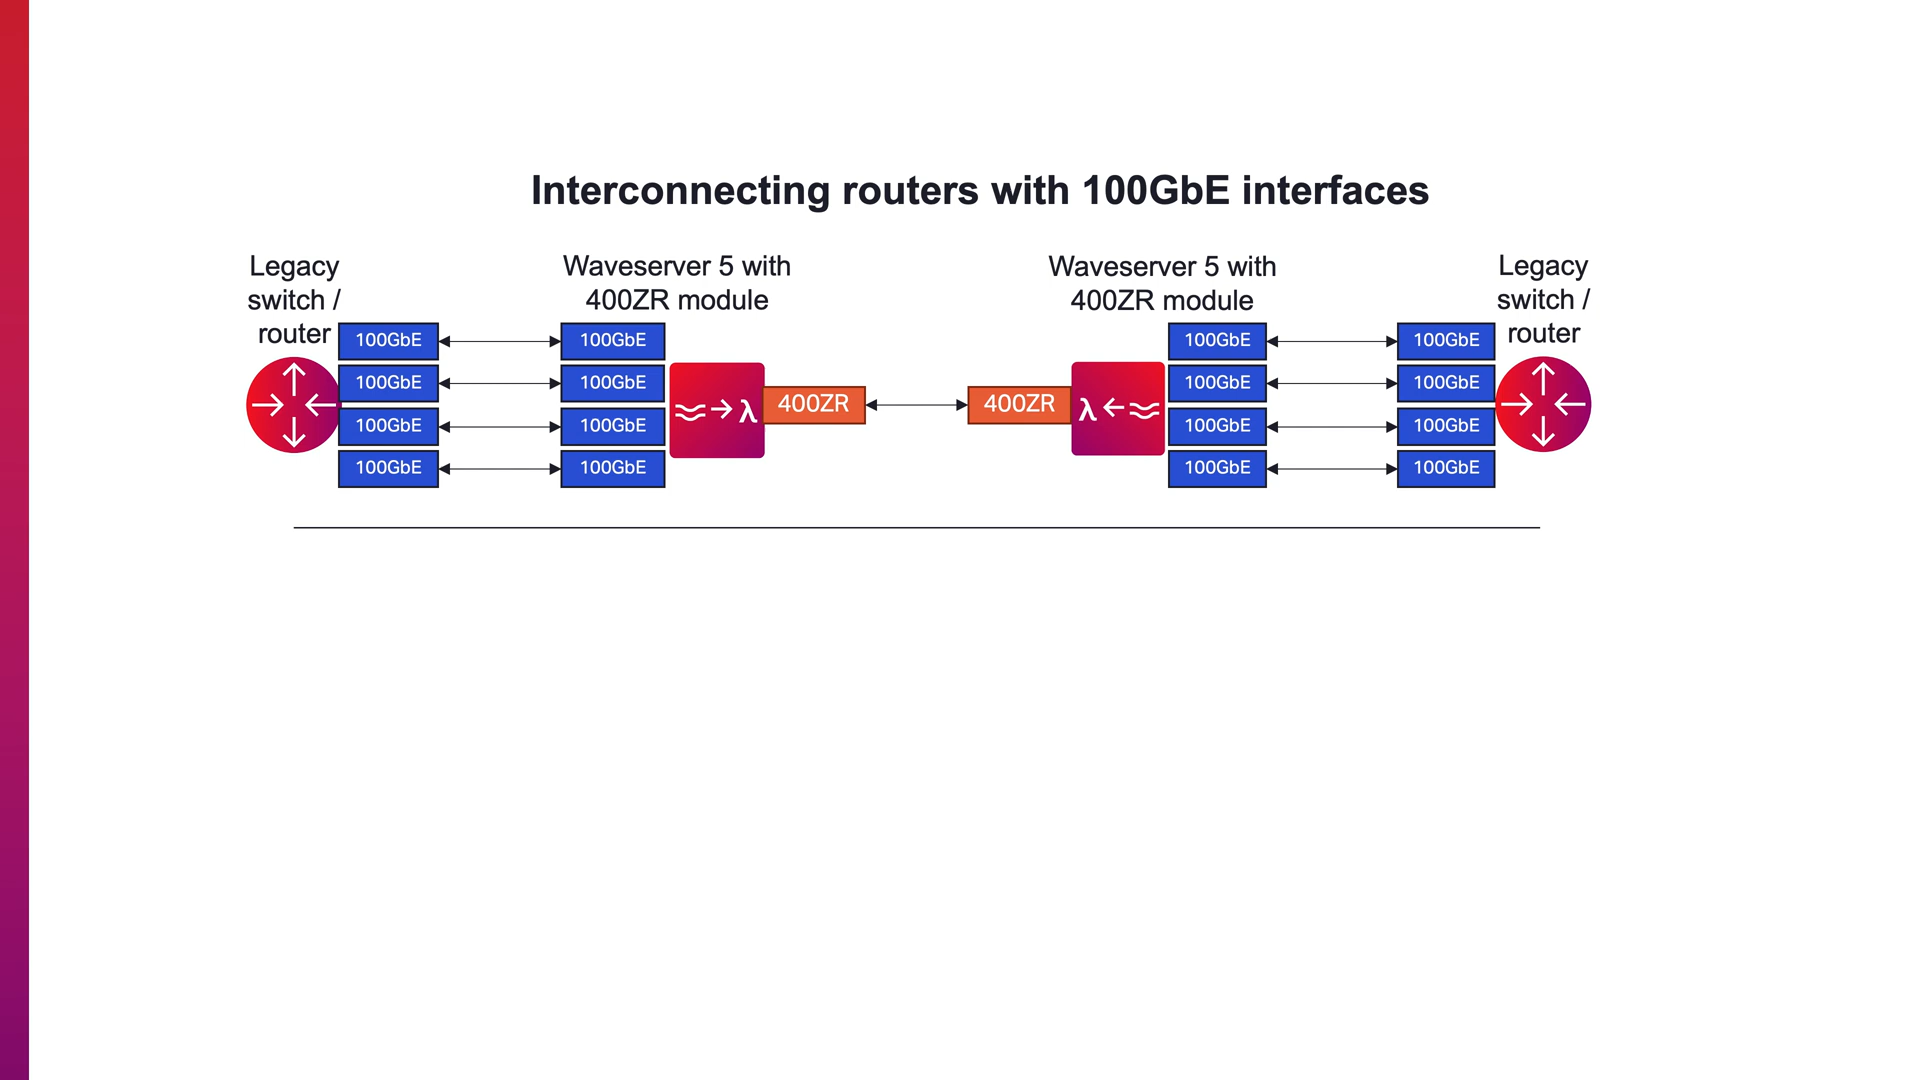 Interconnecting routers with 100GbE interfaces
Legacy
switch /
router
Waveserver 5 with
400ZR module
Waveserver 5 with
400ZR module
Legacy
switch /
router
100GbE
100GbE
100GbE
100GbE
100GbE
100GbE
100GbE
100GbE
≈→λ
400ZR
400ZR
λ←≈
100GbE
100GbE
100GbE
100GbE
100GbE
100GbE
100GbE
100GbE